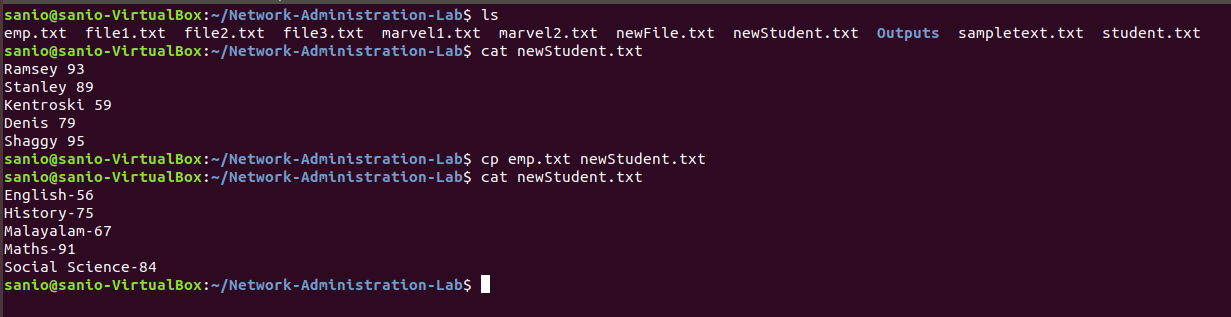 sanio@sanio-VirtualBox:~/Network-Administration-Lab$ ls
emp.txt  file1.txt  file2.txt  file3.txt  marvel1.txt  marvel2.txt  newFile.txt  newStudent.txt  Outputs  sampletext.txt  student.txt
sanio@sanio-VirtualBox:~/Network-Administration-Lab$ cat newStudent.txt
Ramsey 93
Stanley 89
Kentroski 59
Denis 79
Shaggy 95
sanio@sanio-VirtualBox:~/Network-Administration-Lab$ cp emp.txt newStudent.txt
sanio@sanio-VirtualBox:~/Network-Administration-Lab$ cat newStudent.txt
English-56
History-75
Malayalam-67
Maths-91
Social Science-84
sanio@sanio-VirtualBox:~/Network-Administration-Lab$